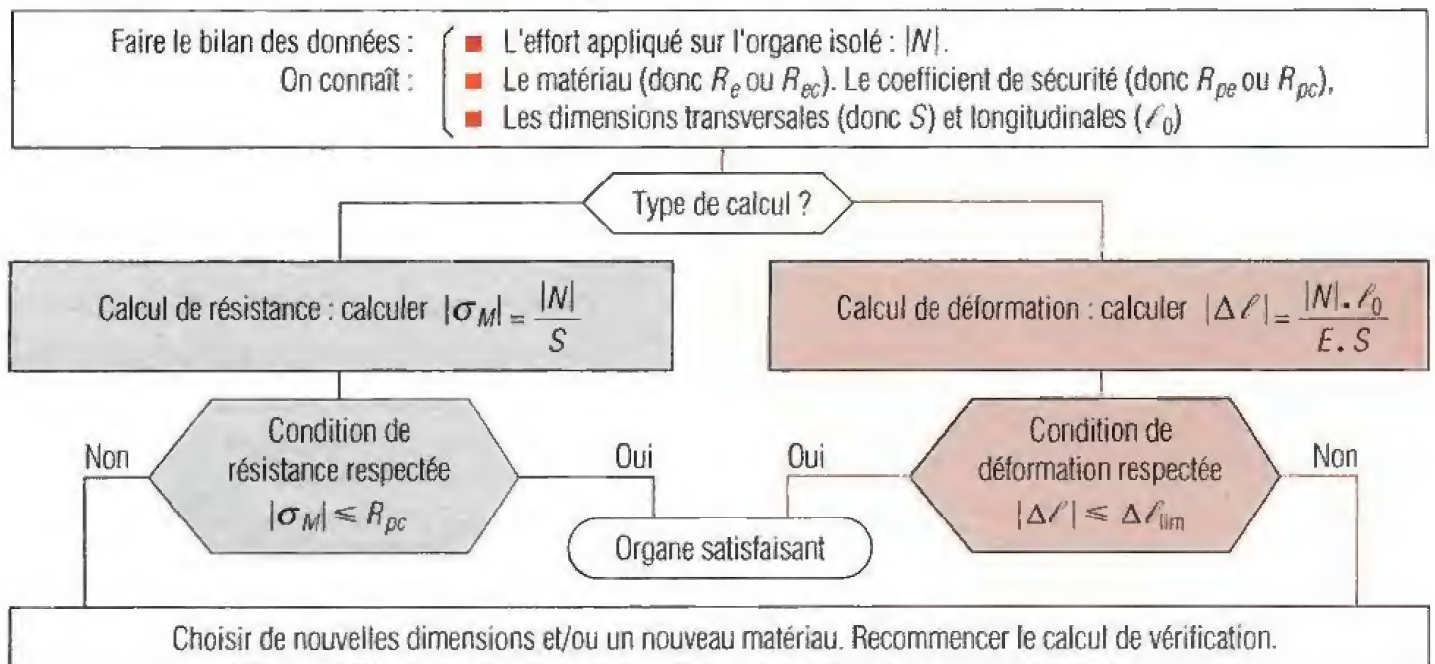 Faire le bilan des données :
On connaît :
■ L'effort appliqué sur l'organe isolé : |N|.
■ Le matériau (donc Re ou Rec). Le coefficient de sécurité (donc Rpe ou Rpc),
■ Les dimensions transversales (donc S) et longitudinales (ℓ0)
Type de calcul ?
Calcul de résistance : calculer |σM| = |N| / S
Calcul de déformation : calculer |Δℓ| = |N| . ℓ0 / E . S
Condition de
résistance respectée
|σM| ⩽ Rpc
Non
Oui
Condition de
déformation respectée
|Δℓ| ⩽ Δℓlim
Oui
Non
Organe satisfaisant
Choisir de nouvelles dimensions et/ou un nouveau matériau. Recommencer le calcul de vérification.